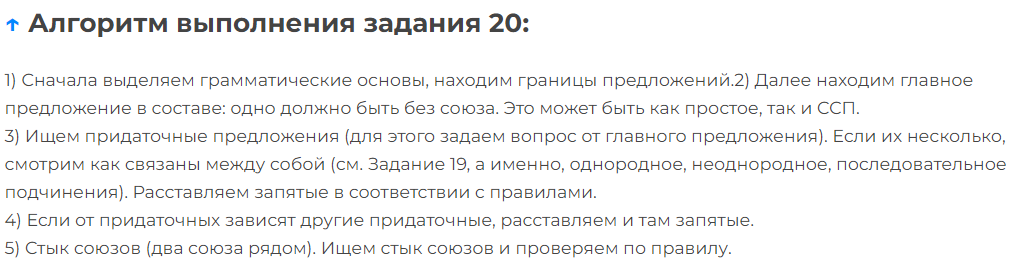 ↑ Алгоритм выполнения задания 20:
1) Сначала выделяем грамматические основы, находим границы предложений.2) Далее находим главное
предложение в составе: одно должно быть без союза. Это может быть как простое, так и ССП.
3) Ищем придаточные предложения (для этого задаем вопрос от главного предложения). Если их несколько,
смотрим как связаны между собой (см. Задание 19, а именно, однородное, неоднородное, последовательное
подчинения). Расставляем запятые в соответствии с правилами.
4) Если от придаточных зависят другие придаточные, расставляем и там запятые.
5) Стык союзов (два союза рядом). Ищем стык союзов и проверяем по правилу.